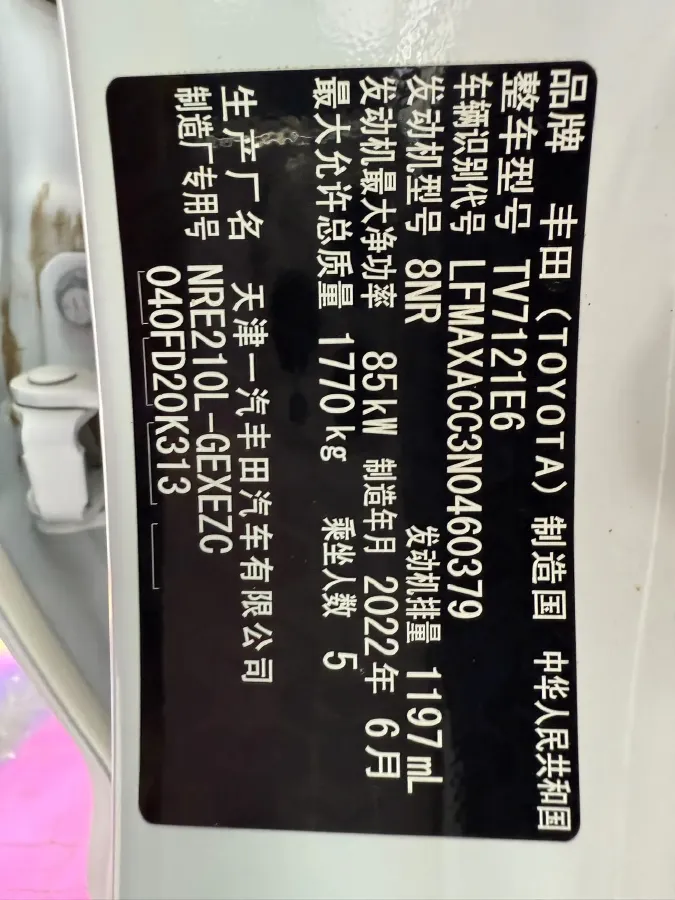 品牌 丰田（TOYOTA）制造国 中华人民共和国
整车型号 TV7121E6
车辆识别代号 LFMAXACC3N0460379
发动机型号 8NR 发动机排量 1197mL
发动机最大净功率 85kW 制造年月 2022年 6月
最大允许总质量 1770kg 乘坐人数 5
生产厂名 天津一汽丰田汽车有限公司
制造厂专用号 NRE210L-GEXEZC
040FD20K313